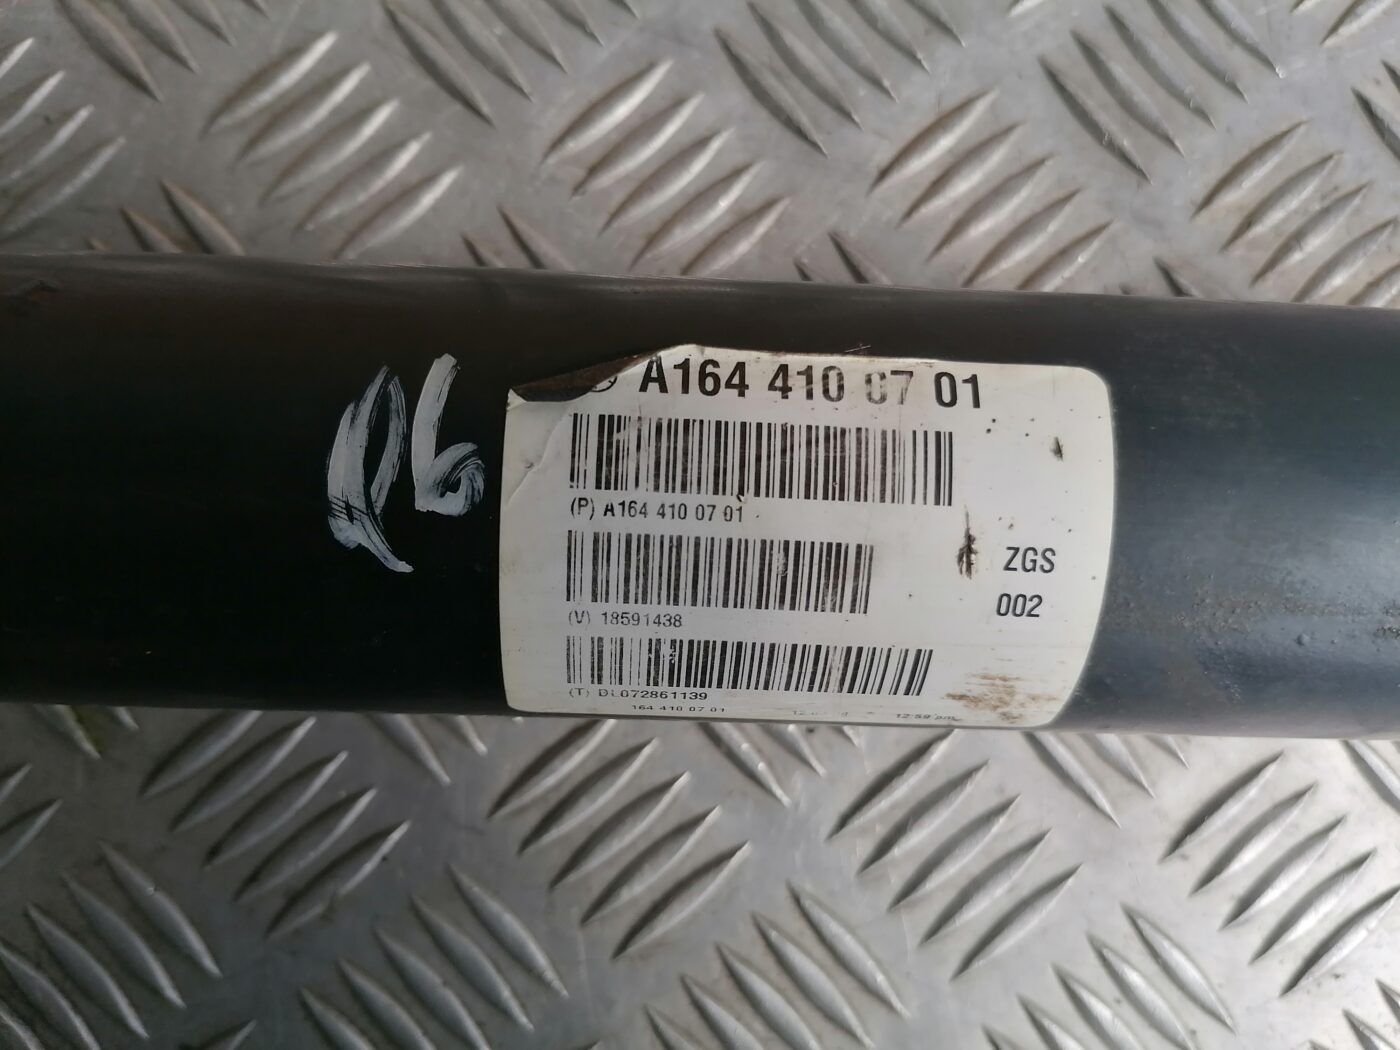 A164 410 07 01
(P) A164 410 07 01
ZGS
002
(V) 18591438
(T) DL072861139
164 410 07 01
12:59 pm